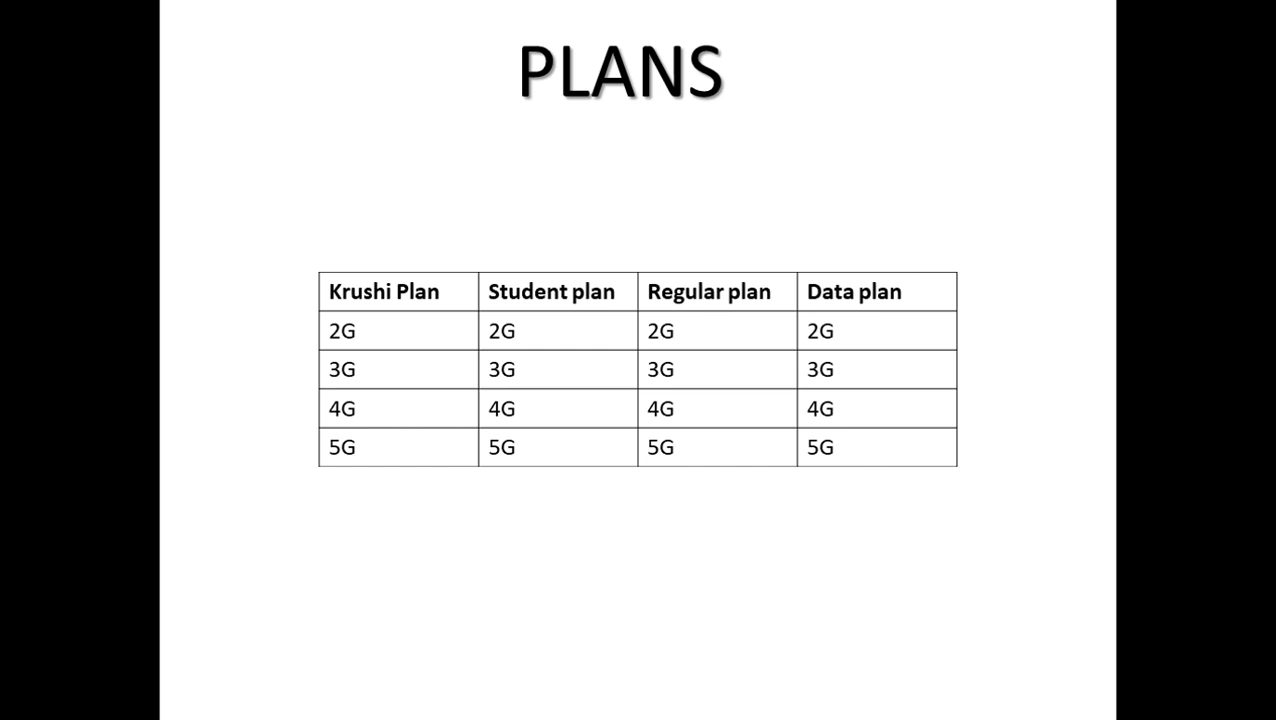 PLANS
Krushi Plan Student plan Regular plan Data plan
2G 2G 2G 2G
3G 3G 3G 3G
4G 4G 4G 4G
5G 5G 5G 5G